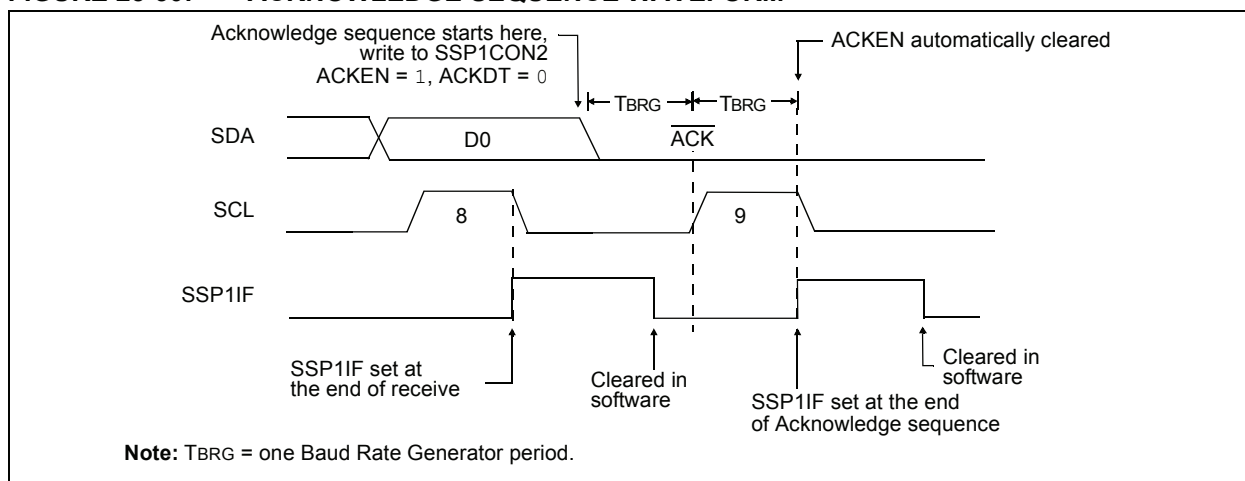 Acknowledge sequence starts here,
write to SSP1CON2
ACKEN = 1, ACKDT = 0
ACKEN automatically cleared
TBRG
TBRG
SDA
D0
ACK
SCL
8
9
SSP1IF
SSP1IF set at
the end of receive
Cleared in
software
SSP1IF set at the end
of Acknowledge sequence
Cleared in
software
Note: TBRG = one Baud Rate Generator period.